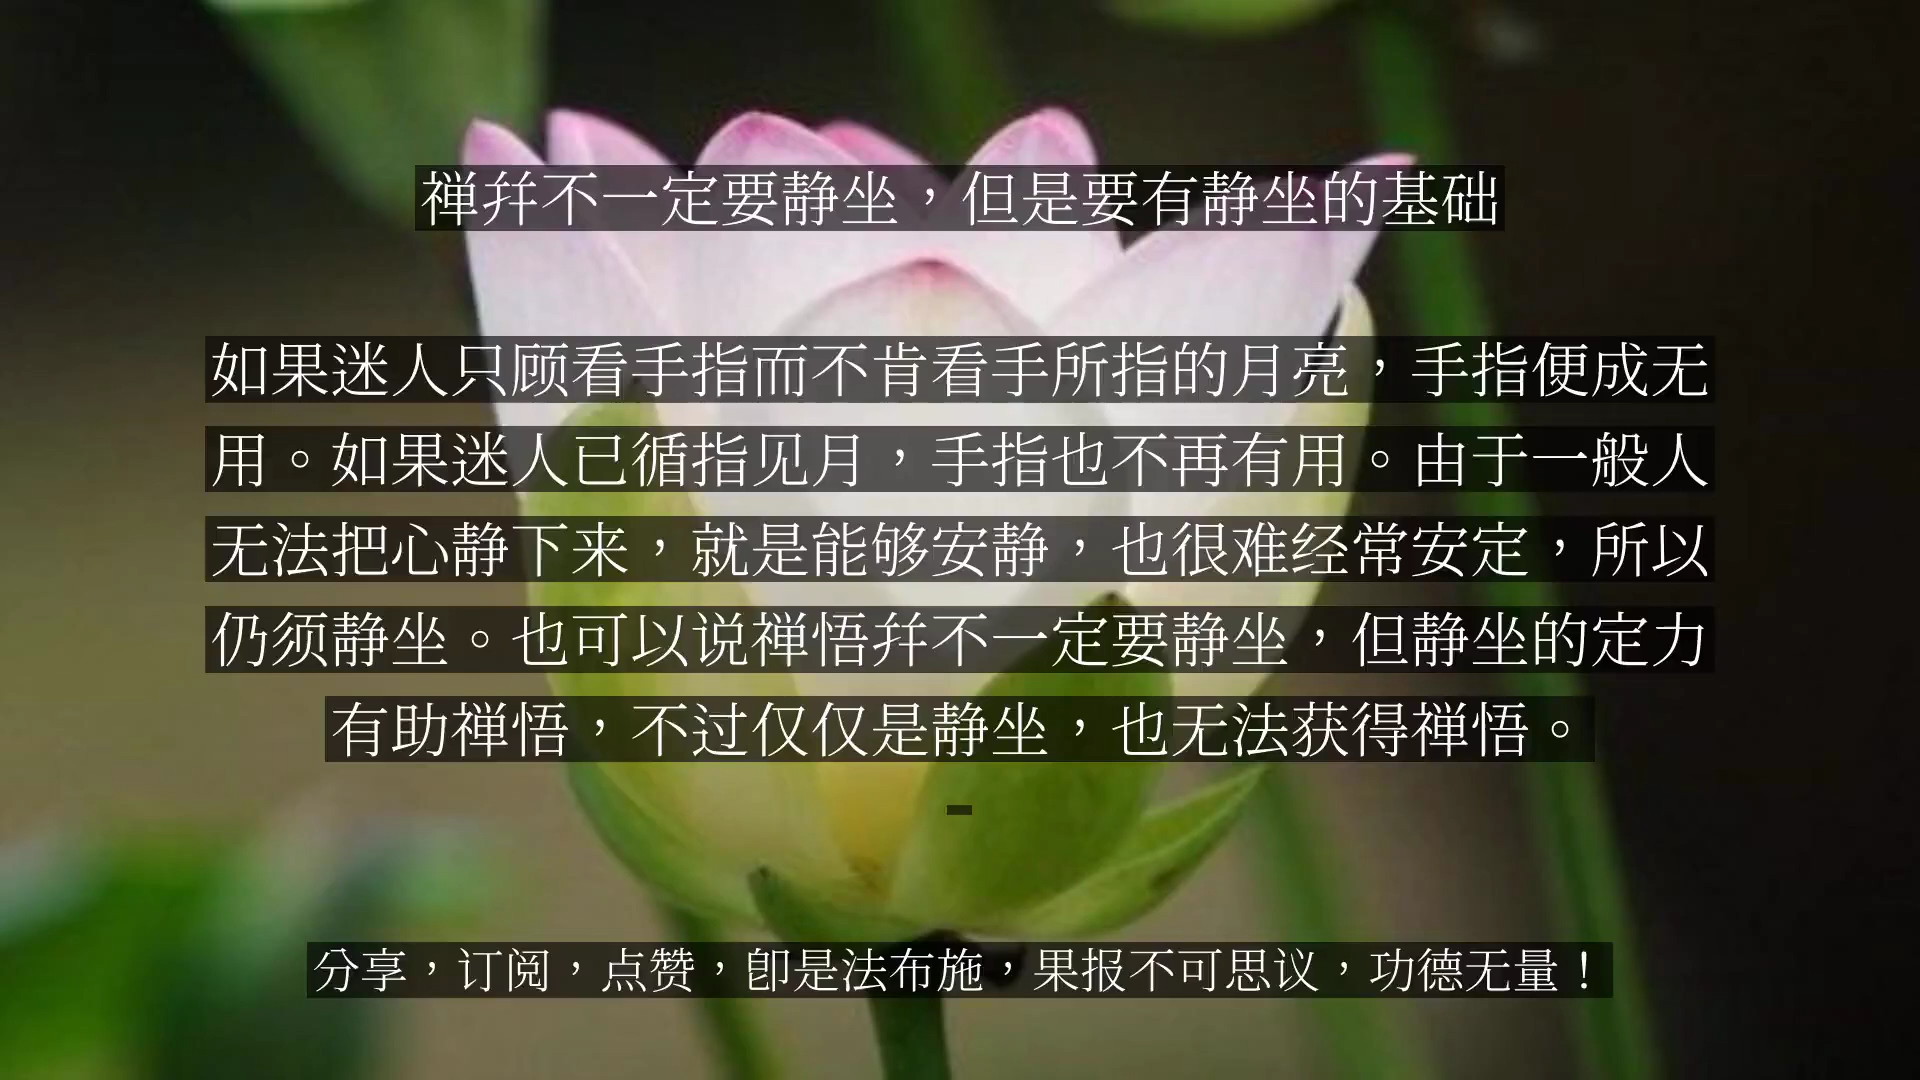 禅幷不一定要静坐，但是要有静坐的基础
如果迷人只顾看手指而不肯看手所指的月亮，手指便成无
用。如果迷人已循指见月，手指也不再有用。由于一般人
无法把心静下来，就是能够安静，也很难经常安定，所以
仍须静坐。也可以说禅悟幷不一定要静坐，但静坐的定力
有助禅悟，不过仅仅是静坐，也无法获得禅悟。
分享，订阅，点赞，卽是法布施，果报不可思议，功德无量！